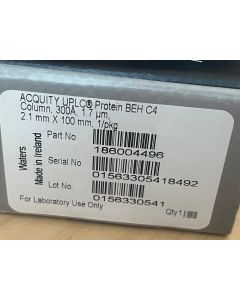 ACQUITY UPLC® Protein BEH C4
Column, 300A, 1.7 µm,
2.1 mm X 100 mm, 1/pkg
Waters
Made in Ireland
Part No.
186004496
Serial No.
01563305418492
Lot No.
0156330541
For Laboratory Use Only
Qty 1